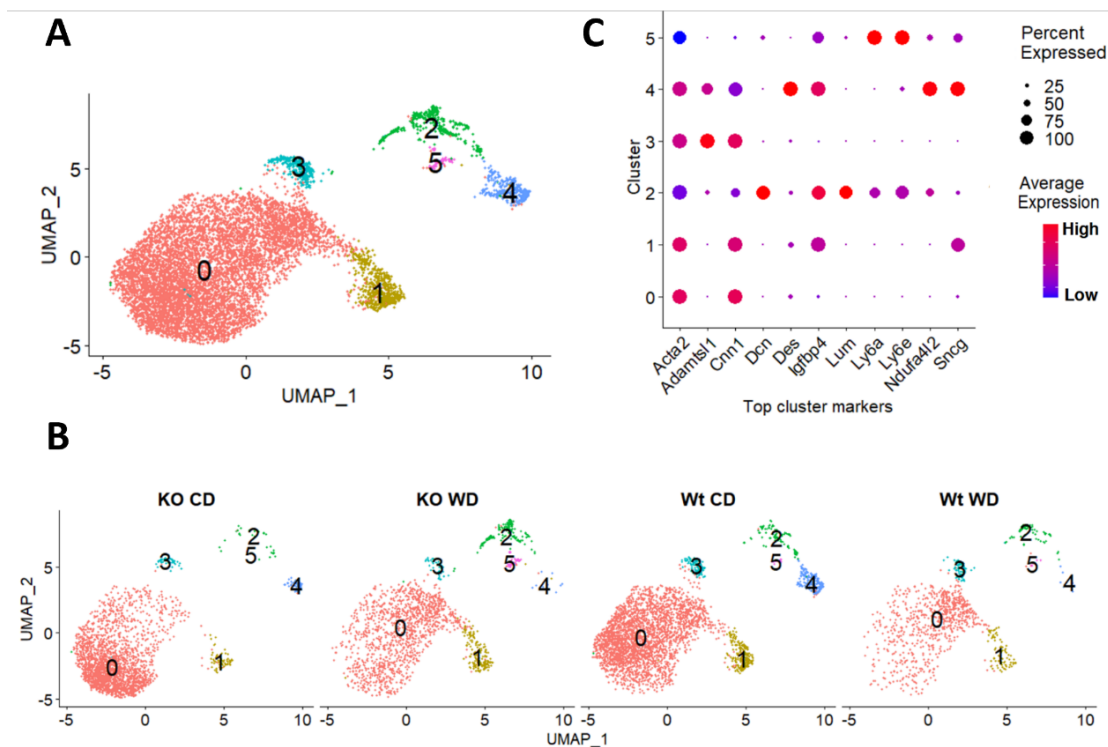 A
UMAP_2
5
0
-5
0
1
2
3
4
5
-5
0
5
10
UMAP_1
C
Cluster
5
4
3
2
1
0
Acta2
Adamtsl1
Cnn1
Dcn
Des
Igfbp4
Lum
Ly6a
Ly6e
Ndufa4l2
Sncg
Top cluster markers
Percent
Expressed
25
50
75
100
Average
Expression
High
Low
B
KO CD
KO WD
Wt CD
Wt WD
UMAP_2
5
0
-5
3
2
5
4
0
1
3
2
5
4
0
1
3
2
5
4
0
1
3
2
5
4
0
1
-5
0
5
10
-5
0
5
10
-5
0
5
10
-5
0
5
10
UMAP_1